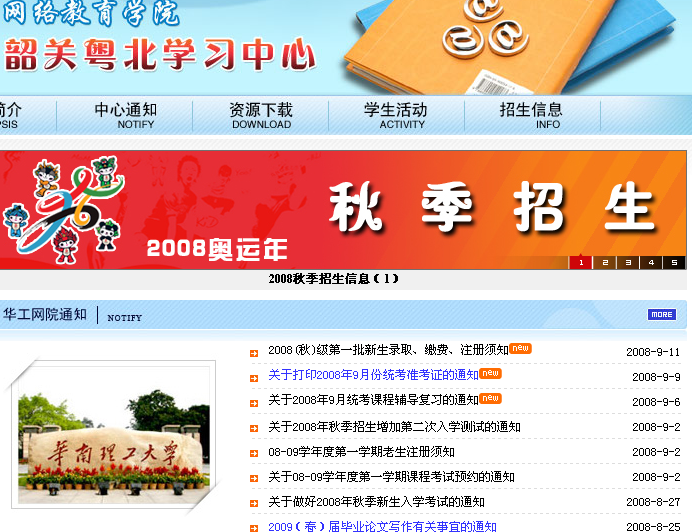 网络教育学院
韶关粤北学习中心
简介 中心通知 资源下载 学生活动 招生信息
PSIS NOTIFY DOWNLOAD ACTIVITY INFO
2008奥运年
秋季招生
1 2 3 4 5
2008秋季招生信息（1）
华工网院通知 NOTIFY MORE
2008(秋)级第一批新生录取、缴费、注册须知 new 2008-9-11
关于打印2008年9月份统考准考证的通知 new 2008-9-9
关于2008年9月统考课程辅导复习的通知 new 2008-9-6
关于2008年秋季招生增加第二次入学测试的通知 2008-9-2
08-09学年度第一学期老生注册须知 2008-9-2
关于08-09学年度第一学期课程考试预约的通知 2008-9-2
关于做好2008年秋季新生入学考试的通知 2008-8-27
2009（春）届毕业论文写作有关事宜的通知 2008-8-25
華南理工大學